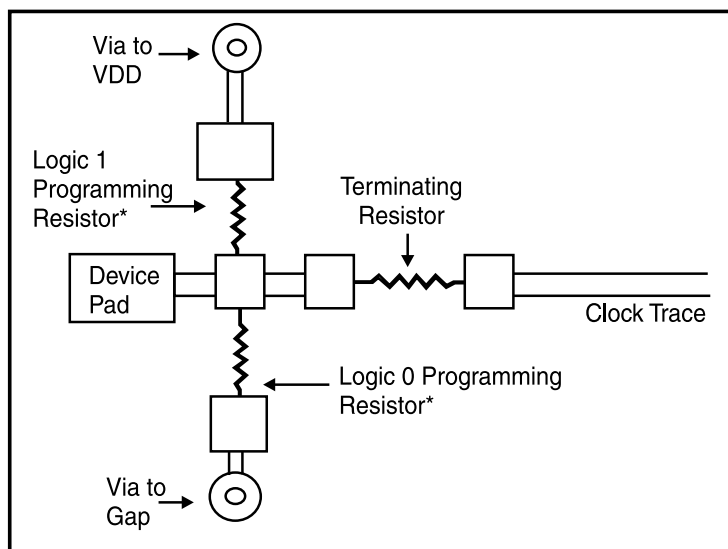 Via to
VDD
Logic 1
Programming
Resistor*
Terminating
Resistor
Device
Pad
Clock Trace
Logic 0 Programming
Resistor*
Via to
Gap